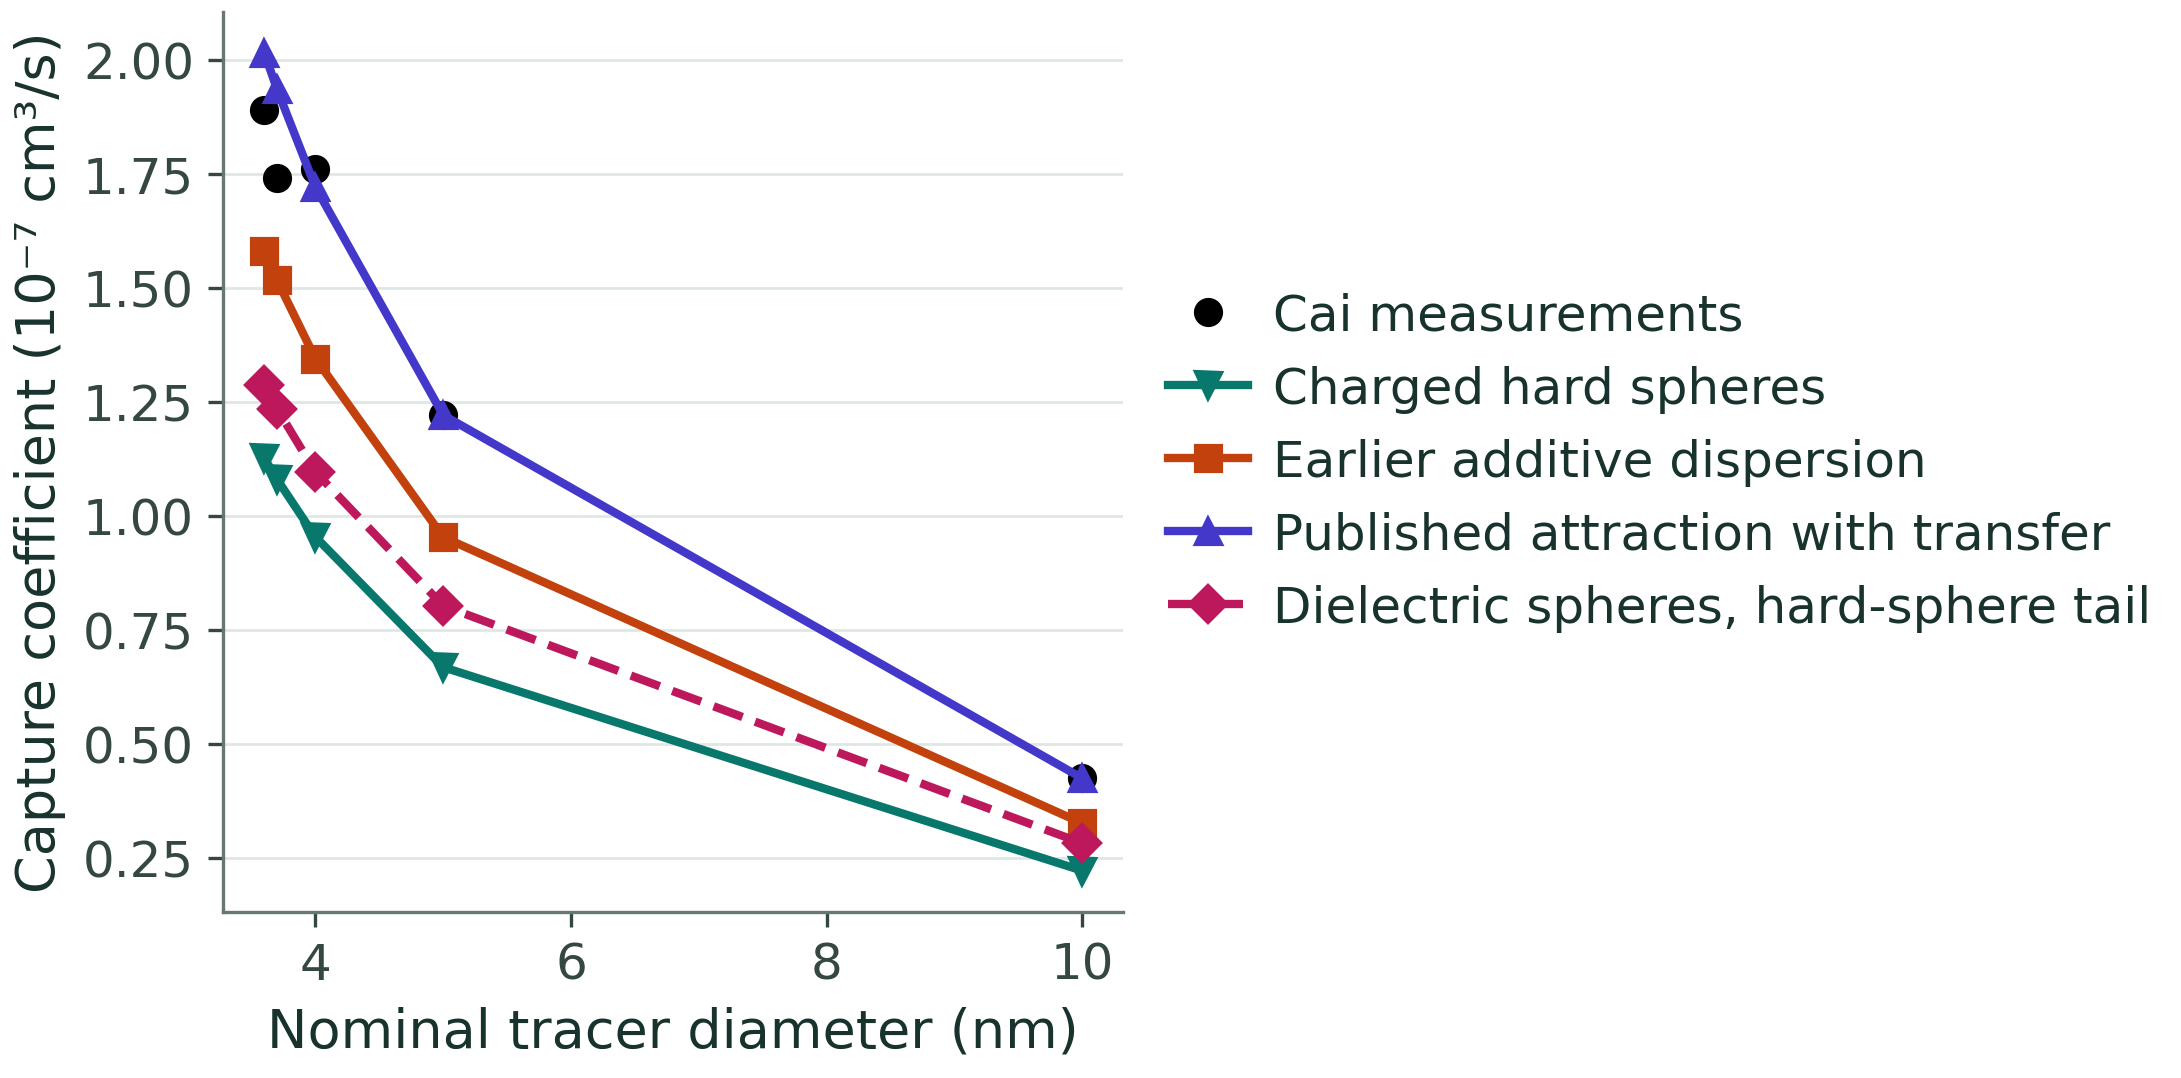 Capture coefficient (10⁻⁷ cm³/s)
2.00
1.75
1.50
1.25
1.00
0.75
0.50
0.25
4
6
8
10
Nominal tracer diameter (nm)
Cai measurements
Charged hard spheres
Earlier additive dispersion
Published attraction with transfer
Dielectric spheres, hard-sphere tail